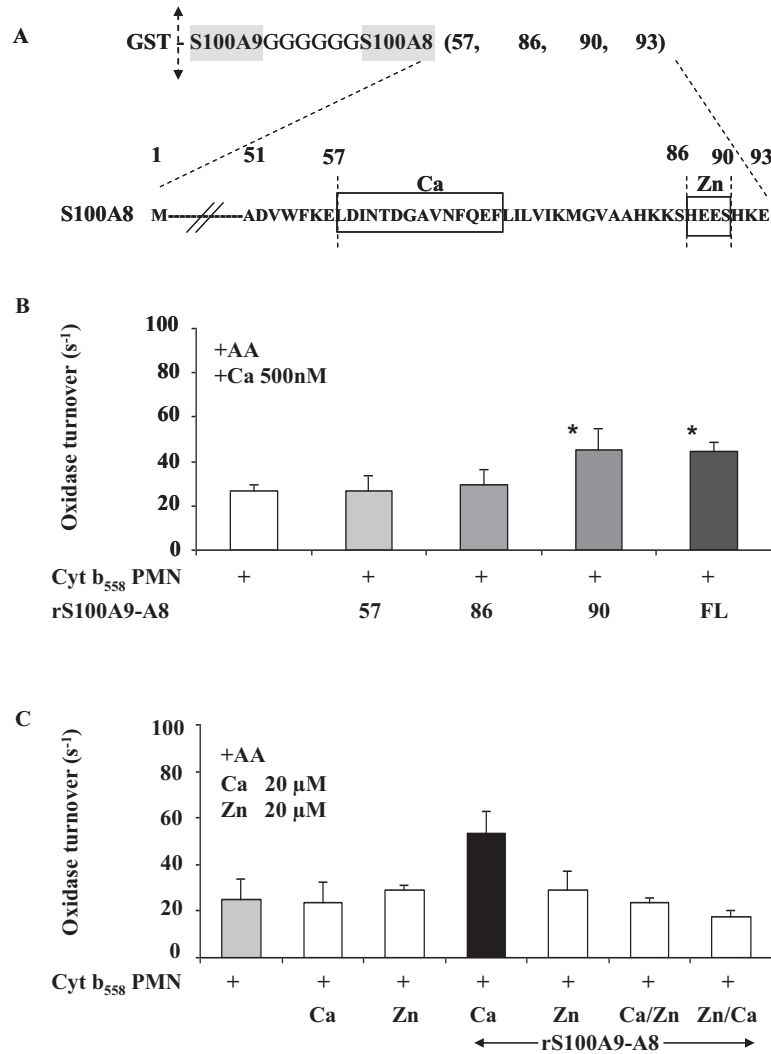 A
GST - S100A9GGGGGGS100A8 (57, 86, 90, 93)
1 51 57 86 90 93
Ca Zn
S100A8 M----------ADVWFKELDINTDGAVNFQEFLILVIKMGVAAHKKSHEESHKE
B
Oxidase turnover (s-1)
100
80
60
40
20
0
+AA
+Ca 500nM
* *
Cyt b558 PMN + + + + +
rS100A9-A8 57 86 90 FL
C
Oxidase turnover (s-1)
100
80
60
40
20
0
+AA
Ca 20 µM
Zn 20 µM
Cyt b558 PMN + + + + + + +
Ca Zn Ca Zn Ca/Zn Zn/Ca
rS100A9-A8